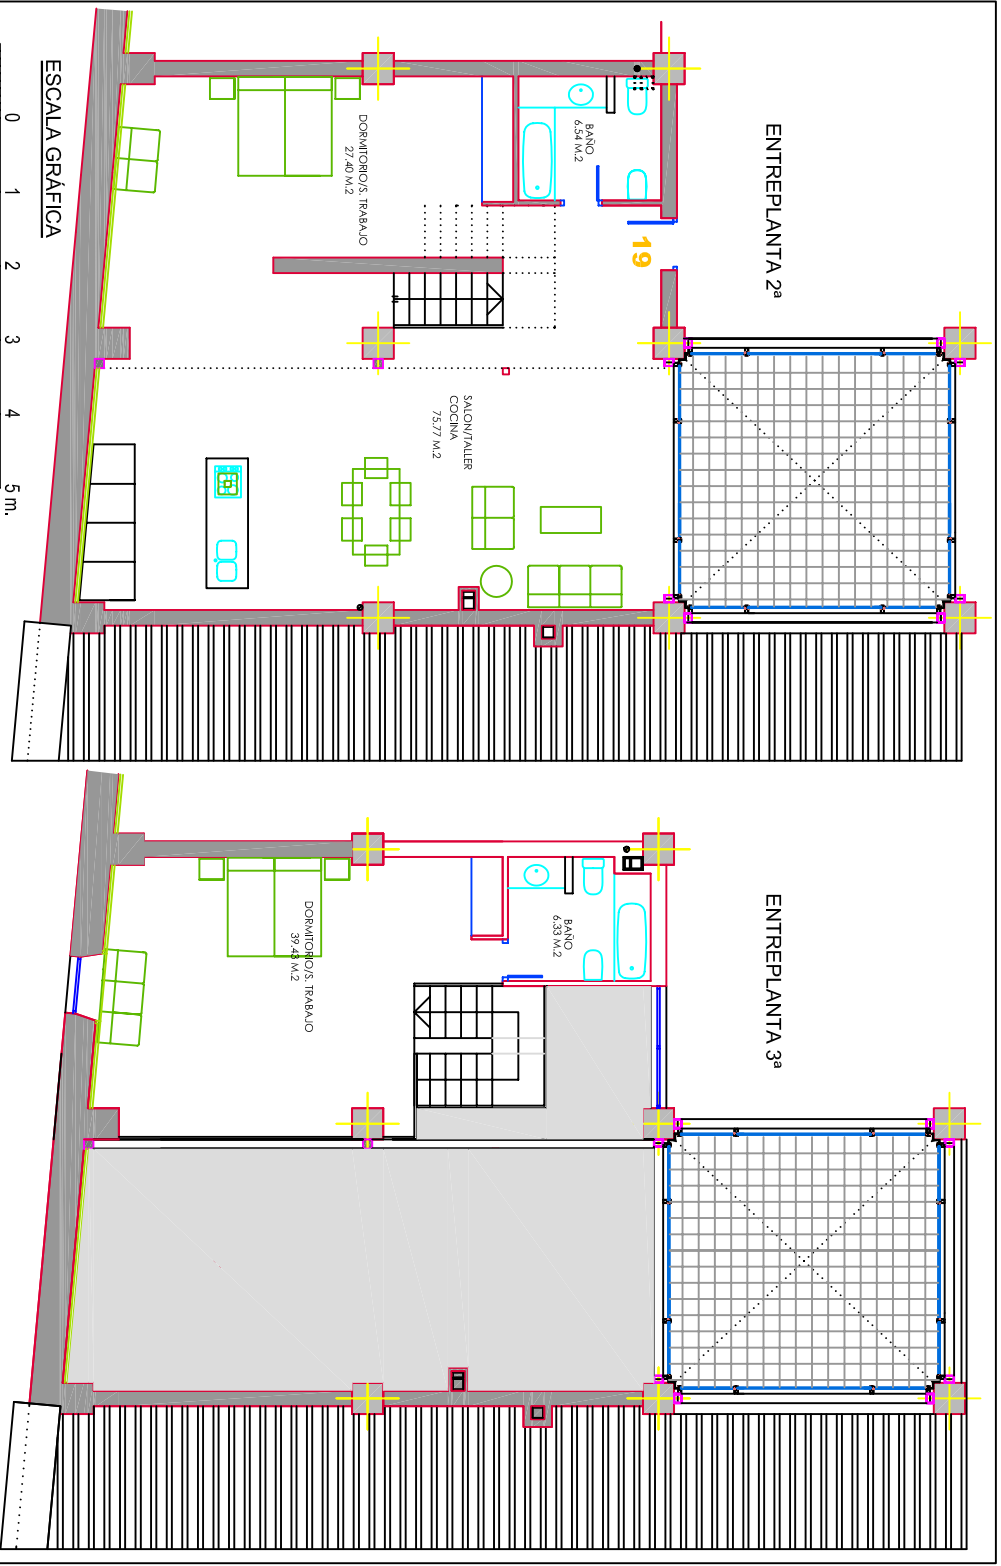 ENTREPLANTA 2ª
BAÑO
6.54 M.2
19
DORMITORIO/S. TRABAJO
27.40 M.2
SALON/TALLER
COCINA
75.77 M.2
ESCALA GRÁFICA
0 1 2 3 4 5 m.
ENTREPLANTA 3ª
BAÑO
6.33 M.2
DORMITORIO/S. TRABAJO
39.43 M.2